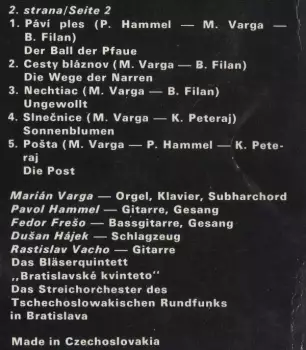 2. strana/Seite 2
1. Páví ples (P. Hammel — M. Varga —
B. Filan)
Der Ball der Pfaue
2. Cesty bláznov (M. Varga — B. Filan)
Die Wege der Narren
3. Nechtiac (M. Varga — B. Filan)
Ungewollt
4. Slnečnice (M. Varga — K. Peteraj)
Sonnenblumen
5. Pošta (M. Varga — P. Hammel — K. Pete-
raj)
Die Post
Marián Varga — Orgel, Klavier, Subharchord
Pavol Hammel — Gitarre, Gesang
Fedor Frešo — Bassgitarre, Gesang
Dušan Hájek — Schlagzeug
Rastislav Vacho — Gitarre
Das Bläserquintett
„Bratislavské kvinteto"
Das Streichorchester des
Tschechoslowakischen Rundfunks
in Bratislava
Made in Czechoslovakia